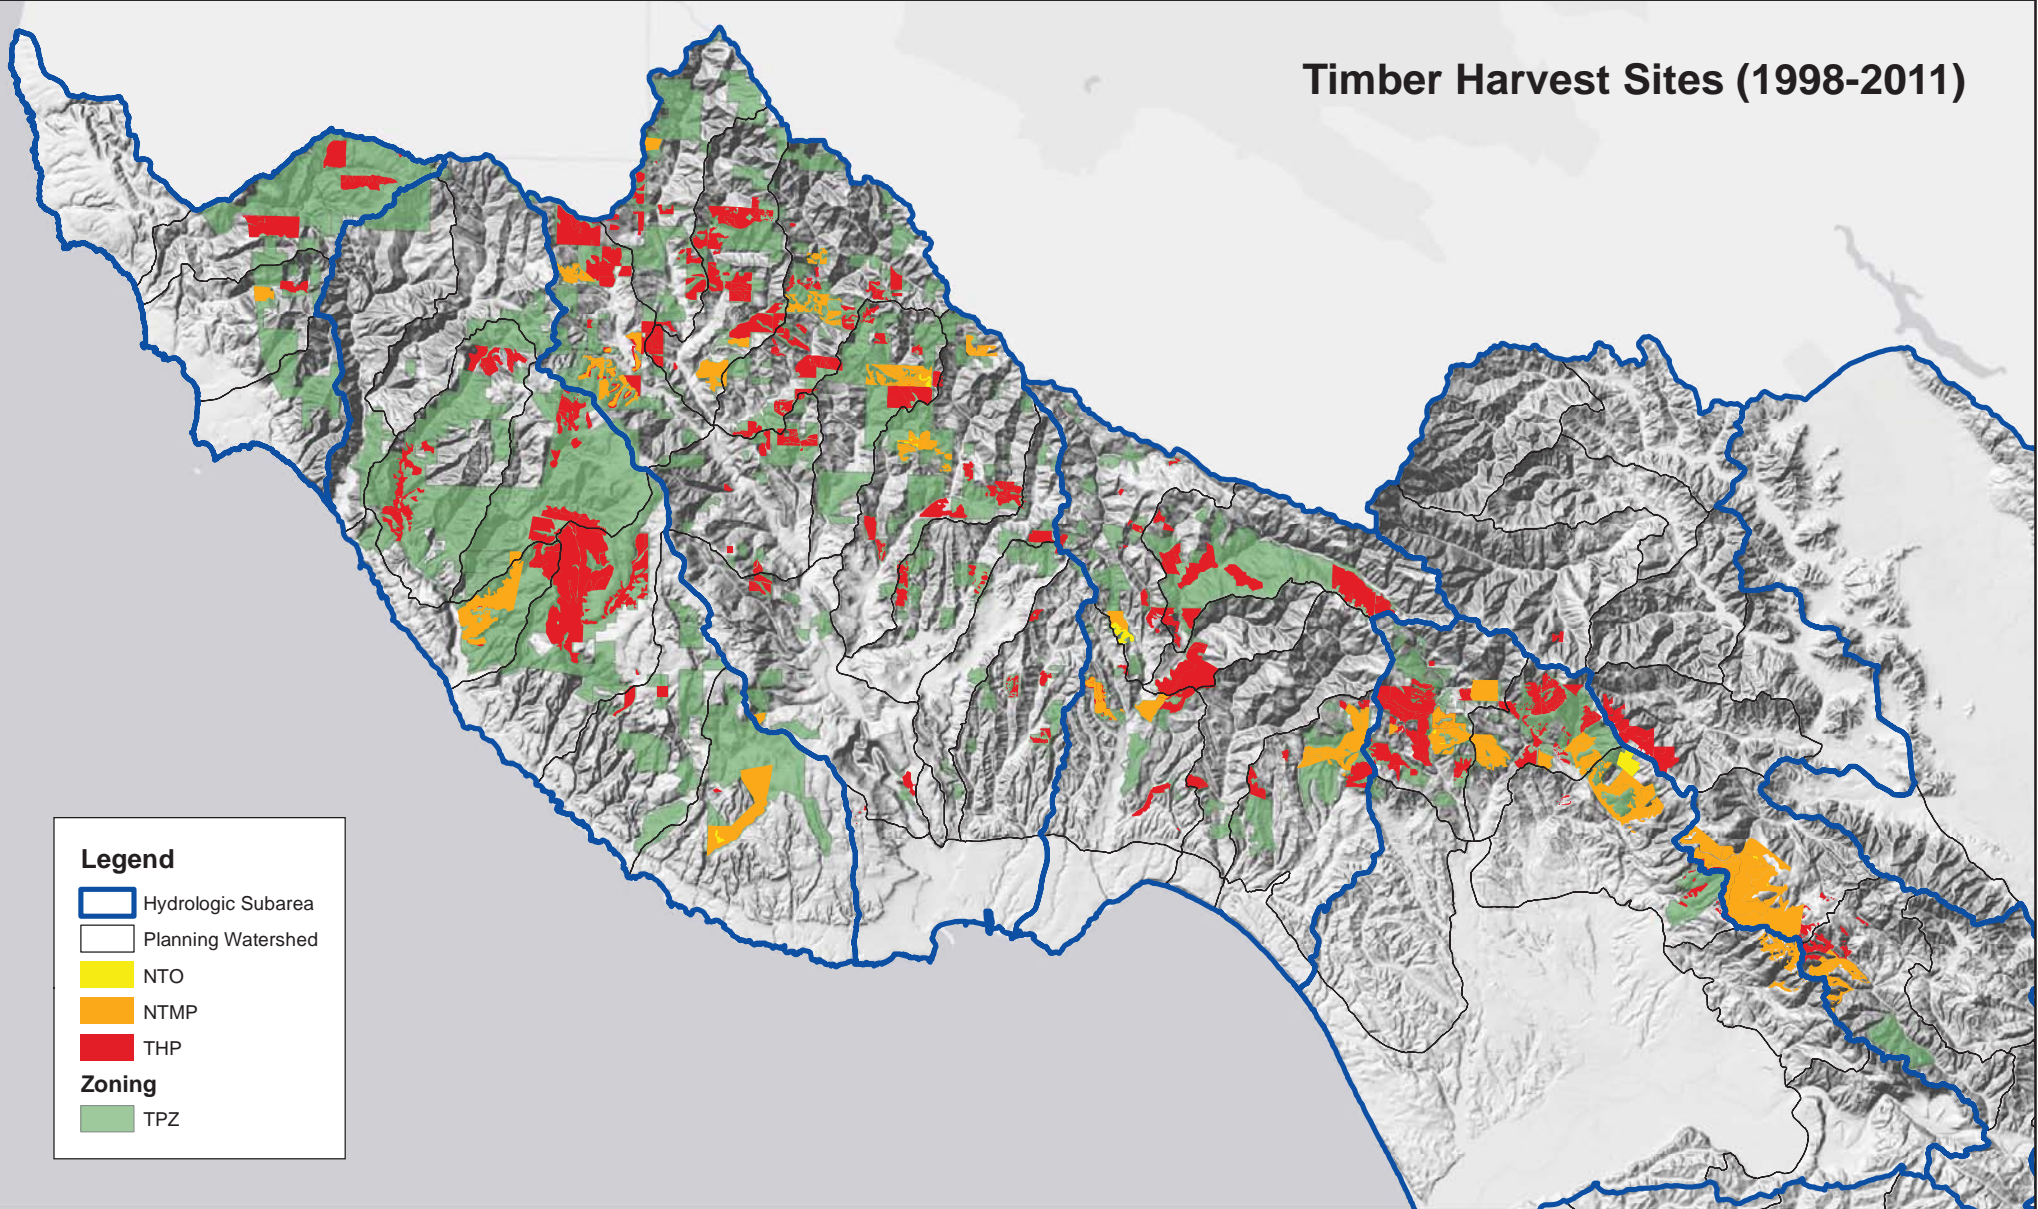 Timber Harvest Sites (1998-2011)
Legend
Hydrologic Subarea
Planning Watershed
NTO
NTMP
THP
Zoning
TPZ